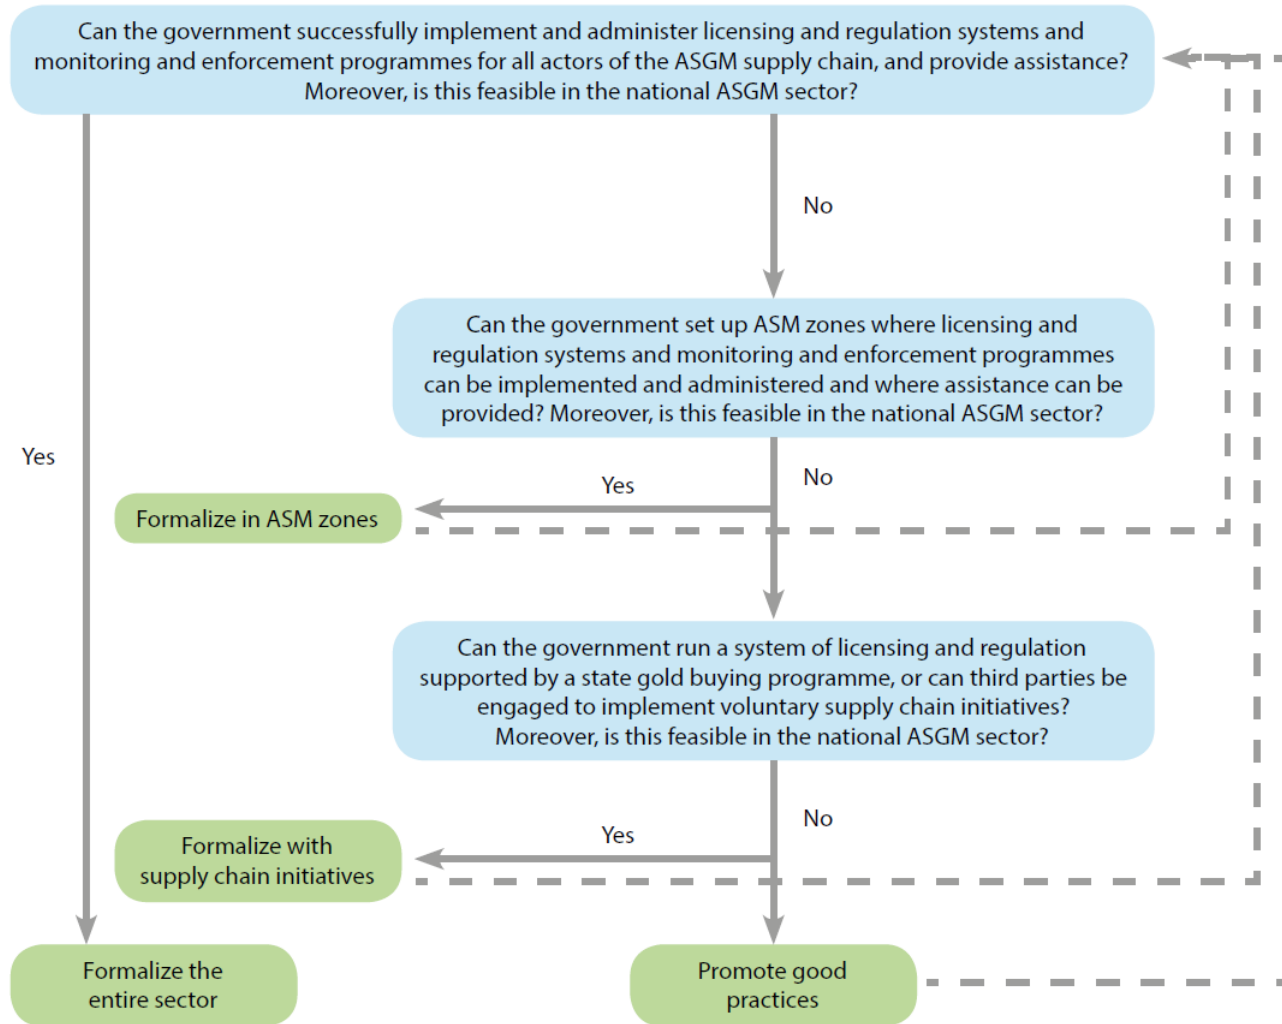 Can the government successfully implement and administer licensing and regulation systems and
monitoring and enforcement programmes for all actors of the ASGM supply chain, and provide assistance?
Moreover, is this feasible in the national ASGM sector?
No
Can the government set up ASM zones where licensing and
regulation systems and monitoring and enforcement programmes
can be implemented and administered and where assistance can be
provided? Moreover, is this feasible in the national ASGM sector?
Yes
No
Yes
Formalize in ASM zones
Can the government run a system of licensing and regulation
supported by a state gold buying programme, or can third parties be
engaged to implement voluntary supply chain initiatives?
Moreover, is this feasible in the national ASGM sector?
No
Yes
Formalize with
supply chain initiatives
Formalize the
entire sector
Promote good
practices